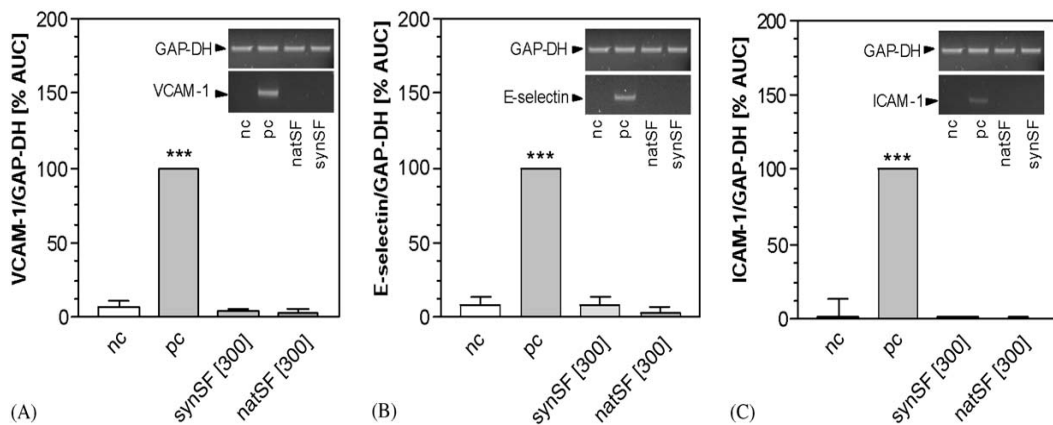 VCAM-1/GAP-DH [% AUC]
200
150
100
50
0
GAP-DH
VCAM-1
nc
pc
natSF
synSF
***
nc
pc
synSF [300]
natSF [300]
(A)
E-selectin/GAP-DH [% AUC]
200
150
100
50
0
GAP-DH
E-selectin
nc
pc
natSF
synSF
***
nc
pc
synSF [300]
natSF [300]
(B)
ICAM-1/GAP-DH [% AUC]
200
150
100
50
0
GAP-DH
ICAM-1
nc
pc
natSF
synSF
***
nc
pc
synSF [300]
natSF [300]
(C)